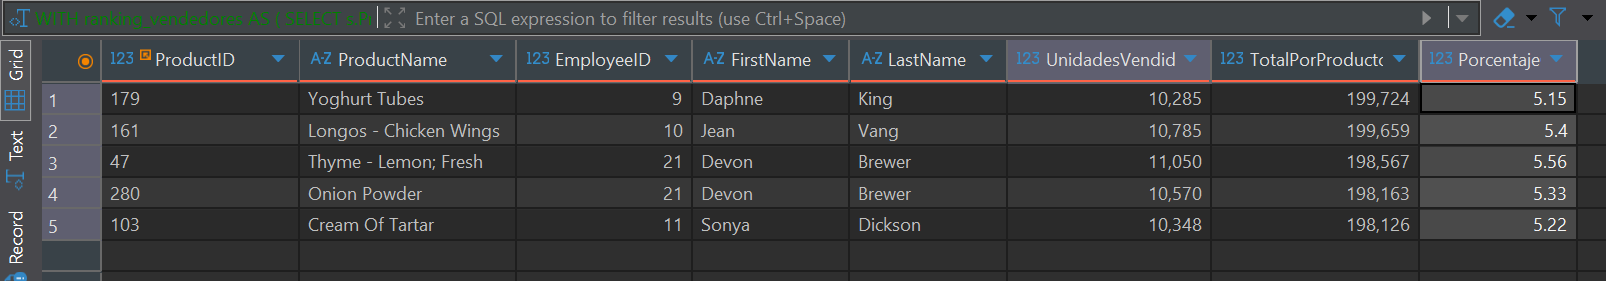 WITH ranking_vendedores AS ( SELECT s.P Enter a SQL expression to filter results (use Ctrl+Space)
Grid
Text
Record
123 ProductID A-Z ProductName 123 EmployeeID A-Z FirstName A-Z LastName 123 UnidadesVendid 123 TotalPorProducto 123 Porcentaje
1 179 Yoghurt Tubes 9 Daphne King 10,285 199,724 5.15
2 161 Longos - Chicken Wings 10 Jean Vang 10,785 199,659 5.4
3 47 Thyme - Lemon; Fresh 21 Devon Brewer 11,050 198,567 5.56
4 280 Onion Powder 21 Devon Brewer 10,570 198,163 5.33
5 103 Cream Of Tartar 11 Sonya Dickson 10,348 198,126 5.22